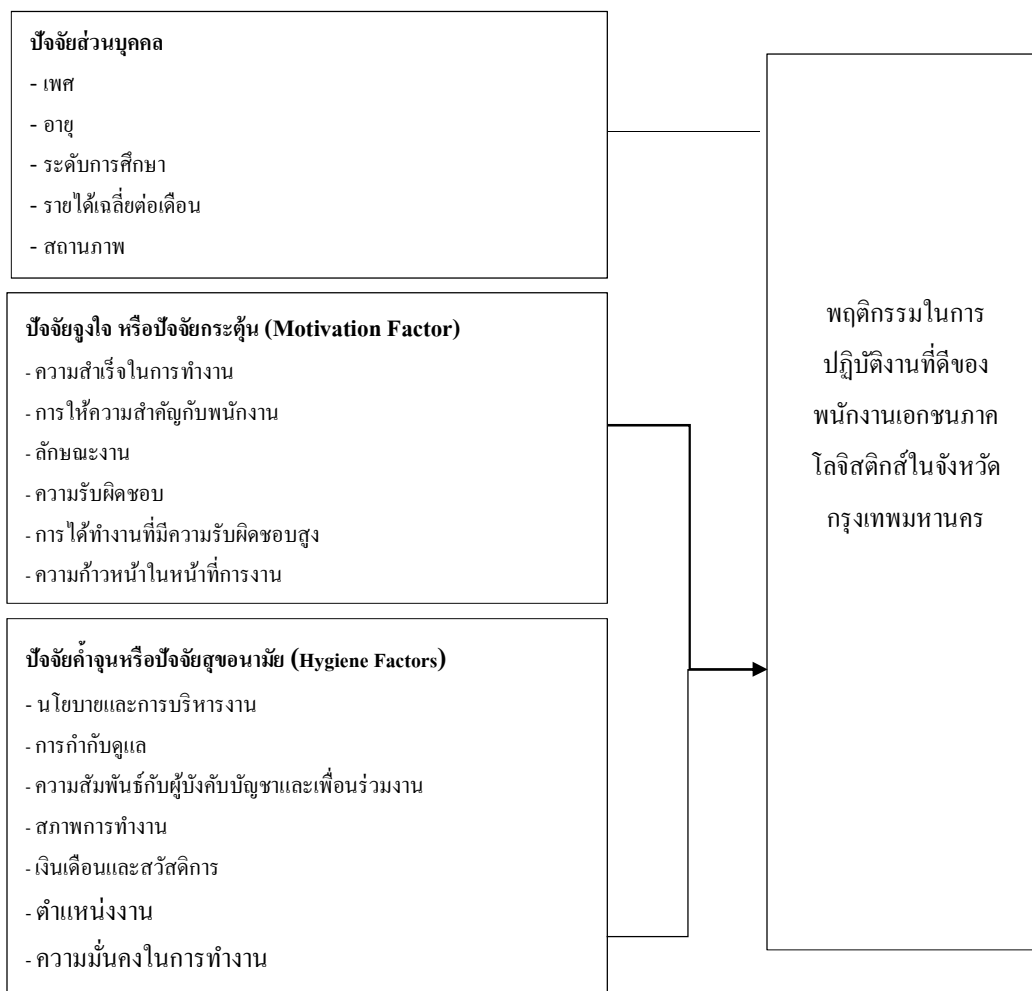 ปัจจัยส่วนบุคคล
- เพศ
- อายุ
- ระดับการศึกษา
- รายได้เฉลี่ยต่อเดือน
- สถานภาพ
ปัจจัยจูงใจ หรือปัจจัยกระตุ้น (Motivation Factor)
- ความสำเร็จในการทำงาน
- การให้ความสำคัญกับพนักงาน
- ลักษณะงาน
- ความรับผิดชอบ
- การได้ทำงานที่มีความรับผิดชอบสูง
- ความก้าวหน้าในหน้าที่การงาน
ปัจจัยค้ำจุนหรือปัจจัยสุขอนามัย (Hygiene Factors)
- นโยบายและการบริหารงาน
- การกำกับดูแล
- ความสัมพันธ์กับผู้บังคับบัญชาและเพื่อนร่วมงาน
- สภาพการทำงาน
- เงินเดือนและสวัสดิการ
- ตำแหน่งงาน
- ความมั่นคงในการทำงาน
พฤติกรรมในการ
ปฏิบัติงานที่ดีของ
พนักงานเอกชนภาค
โลจิสติกส์ในจังหวัด
กรุงเทพมหานคร